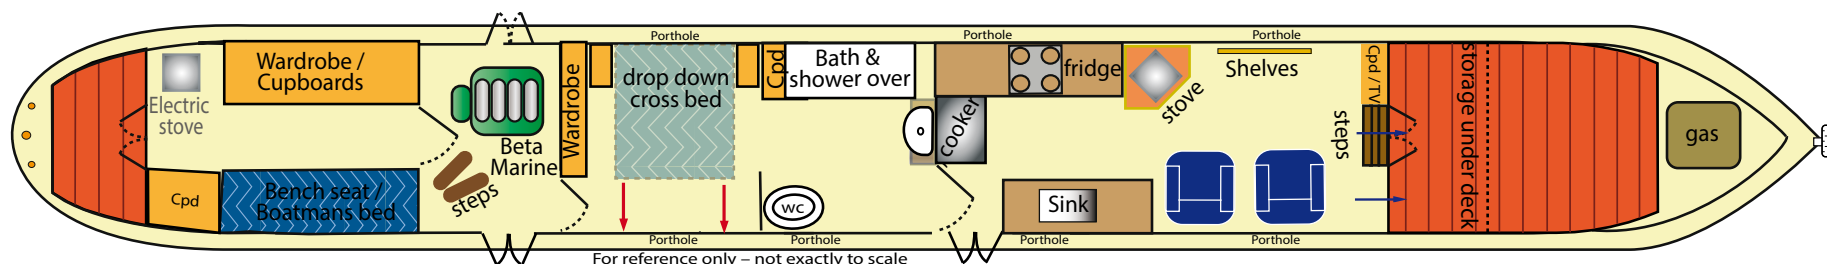 Porthole
Porthole
Porthole
Electric
stove
Wardrobe /
Cupboards
Cpd
Bench seat /
Boatmans bed
Beta
Marine
steps
Wardrobe
drop down
cross bed
Cpd
Bath &
shower over
wc
cooker
fridge
stove
Sink
Shelves
Cpd / TV
steps
storage under deck
gas
Porthole
Porthole
Porthole
Porthole
For reference only – not exactly to scale